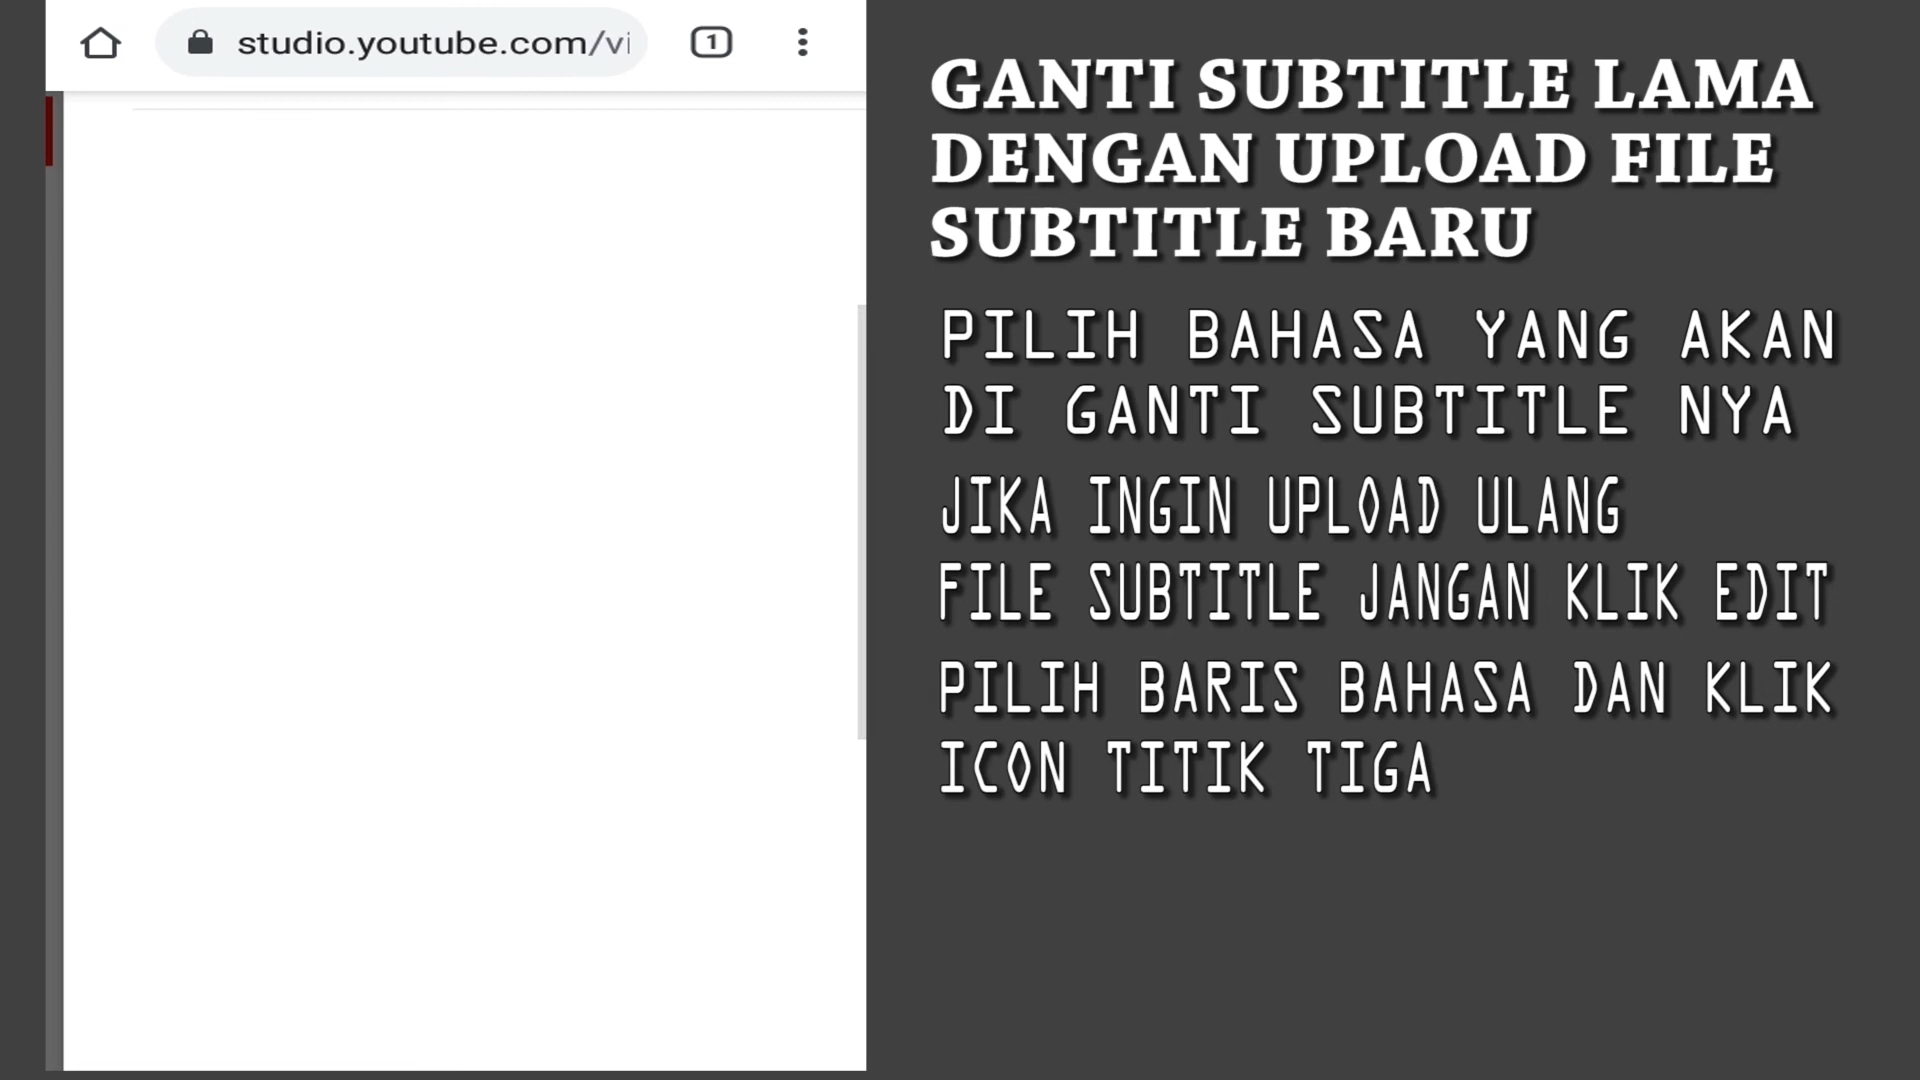 studio.youtube.com/vi
1
GANTI SUBTITLE LAMA
DENGAN UPLOAD FILE
SUBTITLE BARU
PILIH BAHASA YANG AKAN
DI GANTI SUBTITLE NYA
JIKA INGIN UPLOAD ULANG
FILE SUBTITLE JANGAN KLIK EDIT
PILIH BARIS BAHASA DAN KLIK
ICON TITIK TIGA